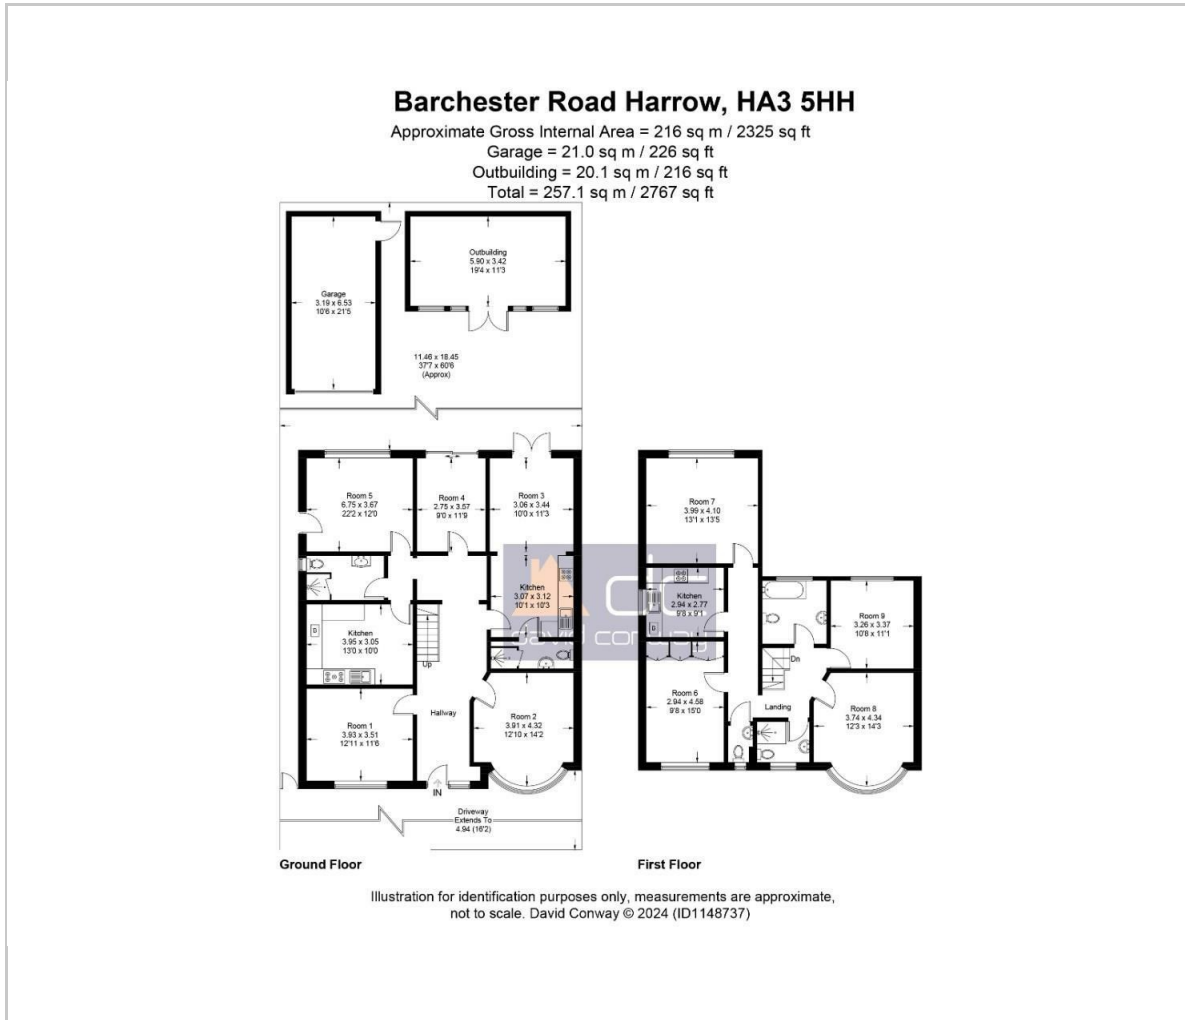 Barchester Road Harrow, HA3 5HH
Approximate Gross Internal Area = 216 sq m / 2325 sq ft
Garage = 21.0 sq m / 226 sq ft
Outbuilding = 20.1 sq m / 216 sq ft
Total = 257.1 sq m / 2767 sq ft
Garage
3.19 x 6.53
10'6 x 21'5
Outbuilding
5.90 x 3.42
19'4 x 11'3
11.46 x 18.45
37'7 x 60'6
(Approx)
Room 5
6.75 x 3.67
22'2 x 12'0
Room 4
2.75 x 3.57
9'0 x 11'9
Room 3
3.06 x 3.44
10'0 x 11'3
Kitchen
3.07 x 3.12
10'1 x 10'3
Kitchen
3.95 x 3.05
13'0 x 10'0
Up
Room 1
3.93 x 3.51
12'11 x 11'6
Hallway
Room 2
3.91 x 4.32
12'10 x 14'2
IN
Driveway
Extends To
4.94 (16'2)
Ground Floor
Room 7
3.99 x 4.10
13'1 x 13'5
Kitchen
2.94 x 2.77
9'8 x 9'1
Room 9
3.26 x 3.37
10'8 x 11'1
Dn
Room 6
2.94 x 4.58
9'8 x 15'0
Landing
Room 8
3.74 x 4.34
12'3 x 14'3
First Floor
dc
david conway
Illustration for identification purposes only, measurements are approximate,
not to scale. David Conway © 2024 (ID1148737)